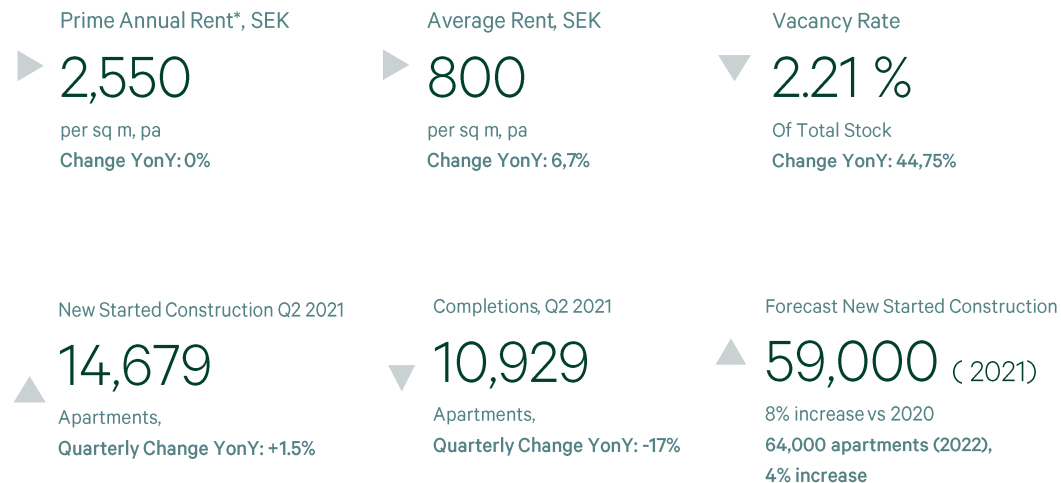 Prime Annual Rent*, SEK
2,550
per sq m, pa
Change YonY: 0%
Average Rent, SEK
800
per sq m, pa
Change YonY: 6,7%
Vacancy Rate
2.21 %
Of Total Stock
Change YonY: 44,75%
New Started Construction Q2 2021
14,679
Apartments,
Quarterly Change YonY: +1.5%
Completions, Q2 2021
10,929
Apartments,
Quarterly Change YonY: -17%
Forecast New Started Construction
59,000 ( 2021)
8% increase vs 2020
64,000 apartments (2022),
4% increase